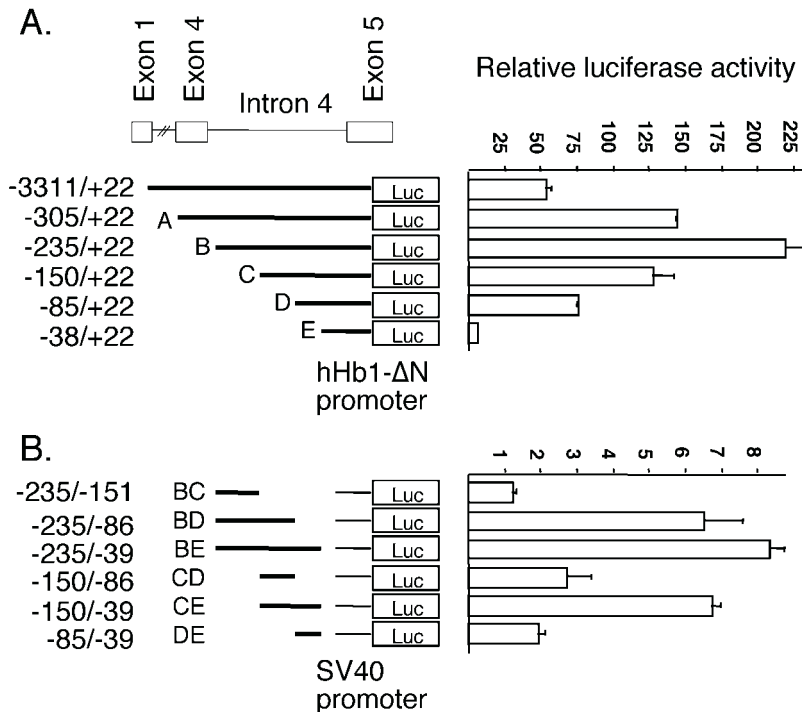 A.
Exon 1
Exon 4
Intron 4
Exon 5
Relative luciferase activity
25 50 75 100 125 150 175 200 225
-3311/+22 Luc
-305/+22 A Luc
-235/+22 B Luc
-150/+22 C Luc
-85/+22 D Luc
-38/+22 E Luc
hHb1-ΔN
promoter
B.
1 2 3 4 5 6 7 8
-235/-151 BC Luc
-235/-86 BD Luc
-235/-39 BE Luc
-150/-86 CD Luc
-150/-39 CE Luc
-85/-39 DE Luc
SV40
promoter